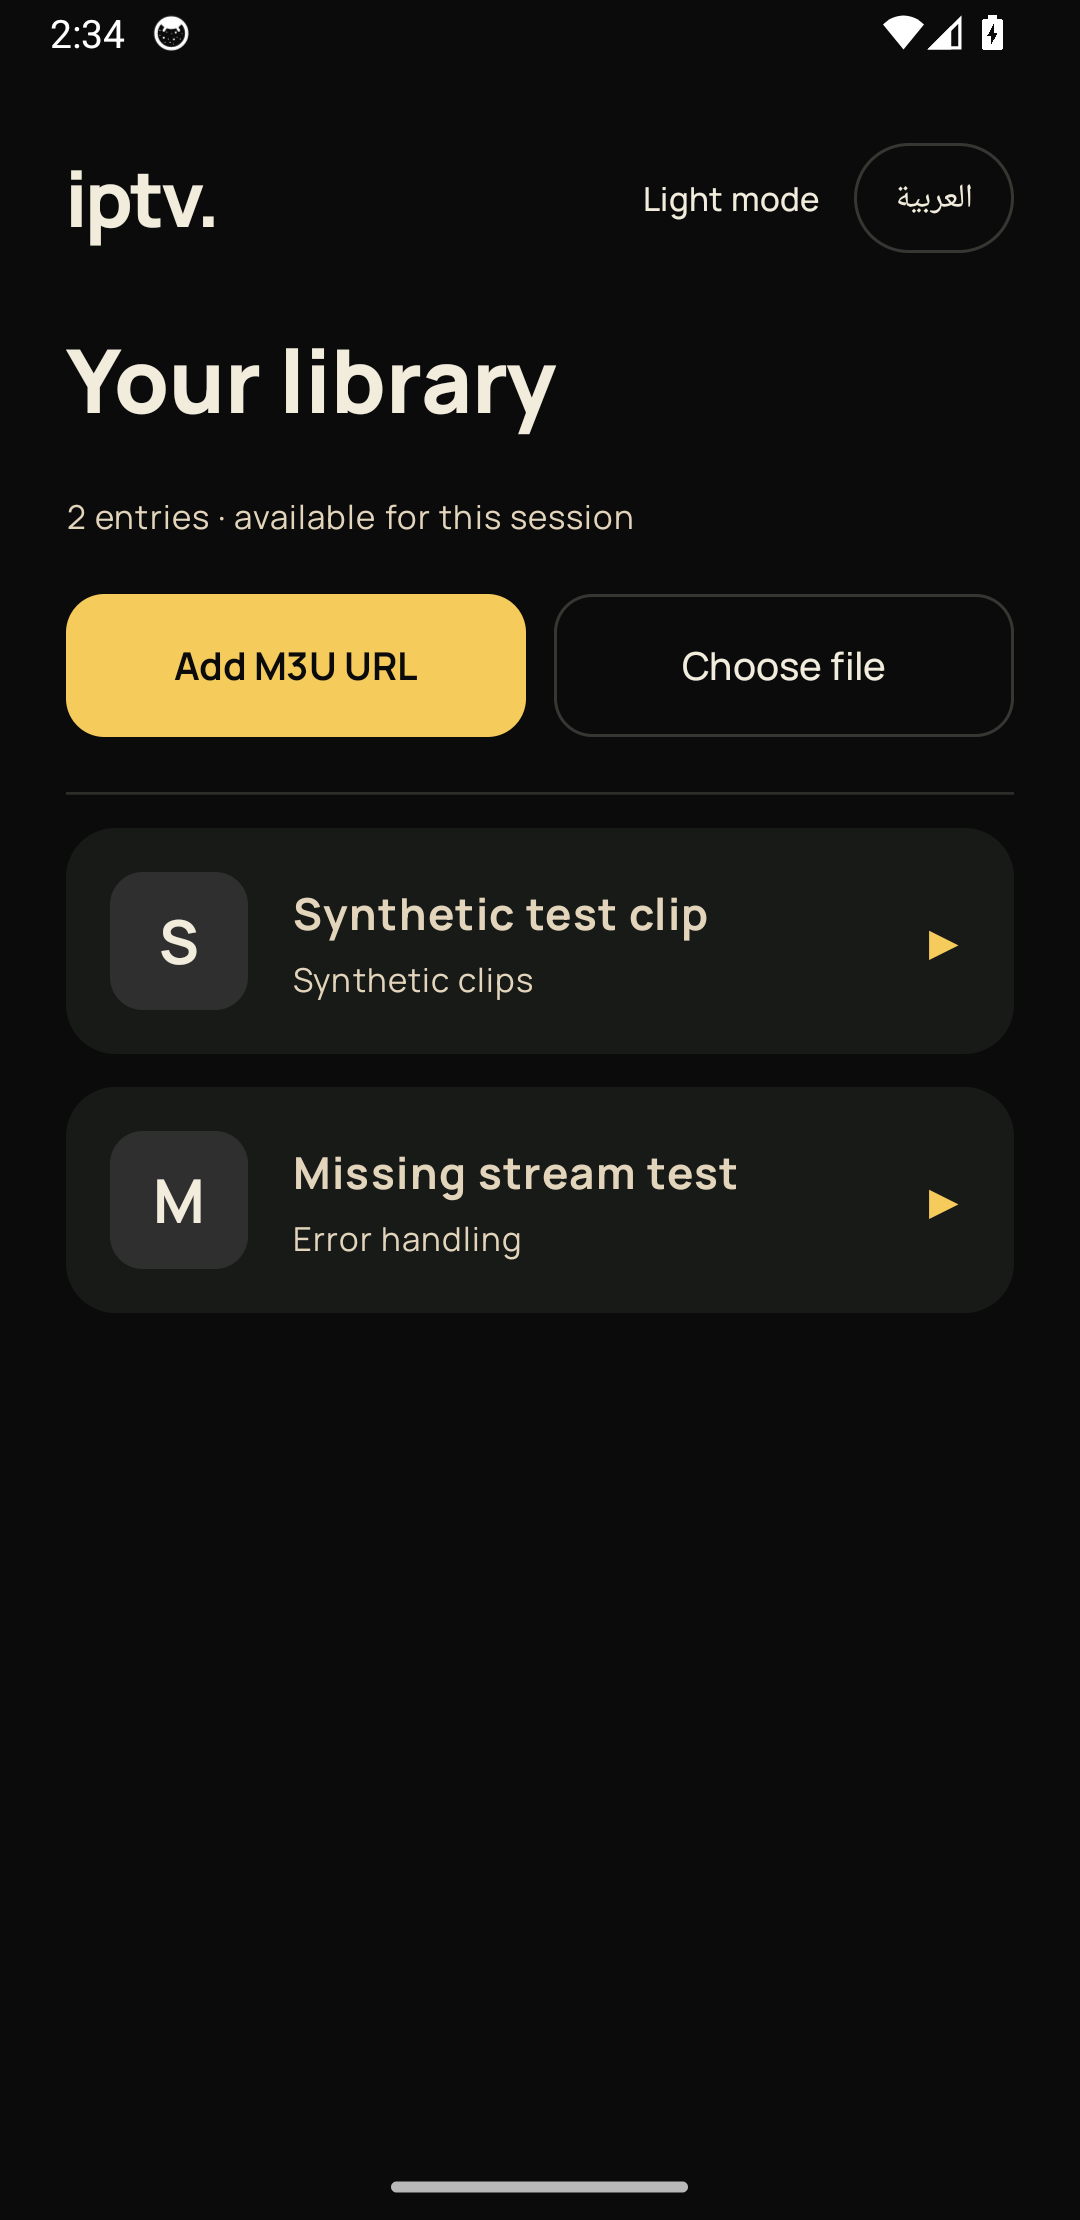 2:34
iptv.
Light mode
العربية
Your library
2 entries · available for this session
Add M3U URL
Choose file
S
Synthetic test clip
Synthetic clips
M
Missing stream test
Error handling